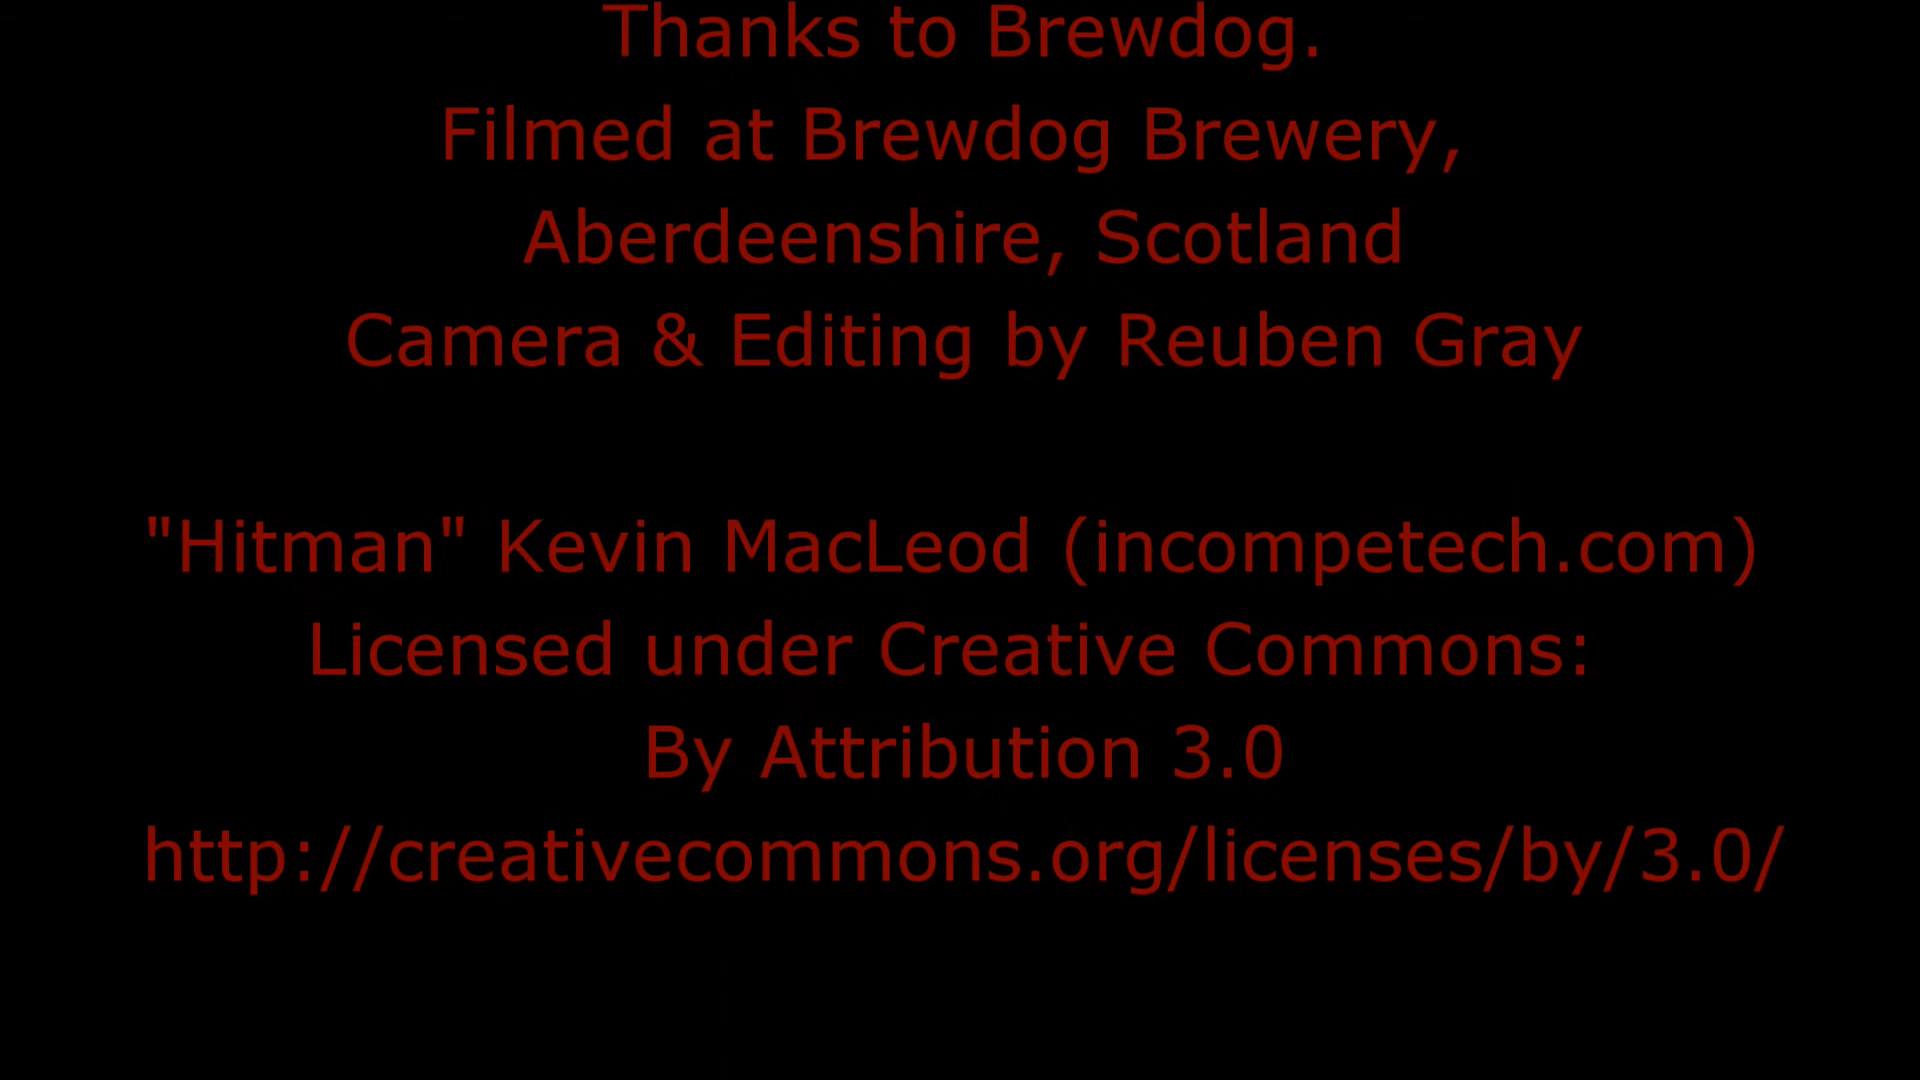 Thanks to Brewdog.
Filmed at Brewdog Brewery,
Aberdeenshire, Scotland
Camera & Editing by Reuben Gray
"Hitman" Kevin MacLeod (incompetech.com)
Licensed under Creative Commons:
By Attribution 3.0
http://creativecommons.org/licenses/by/3.0/